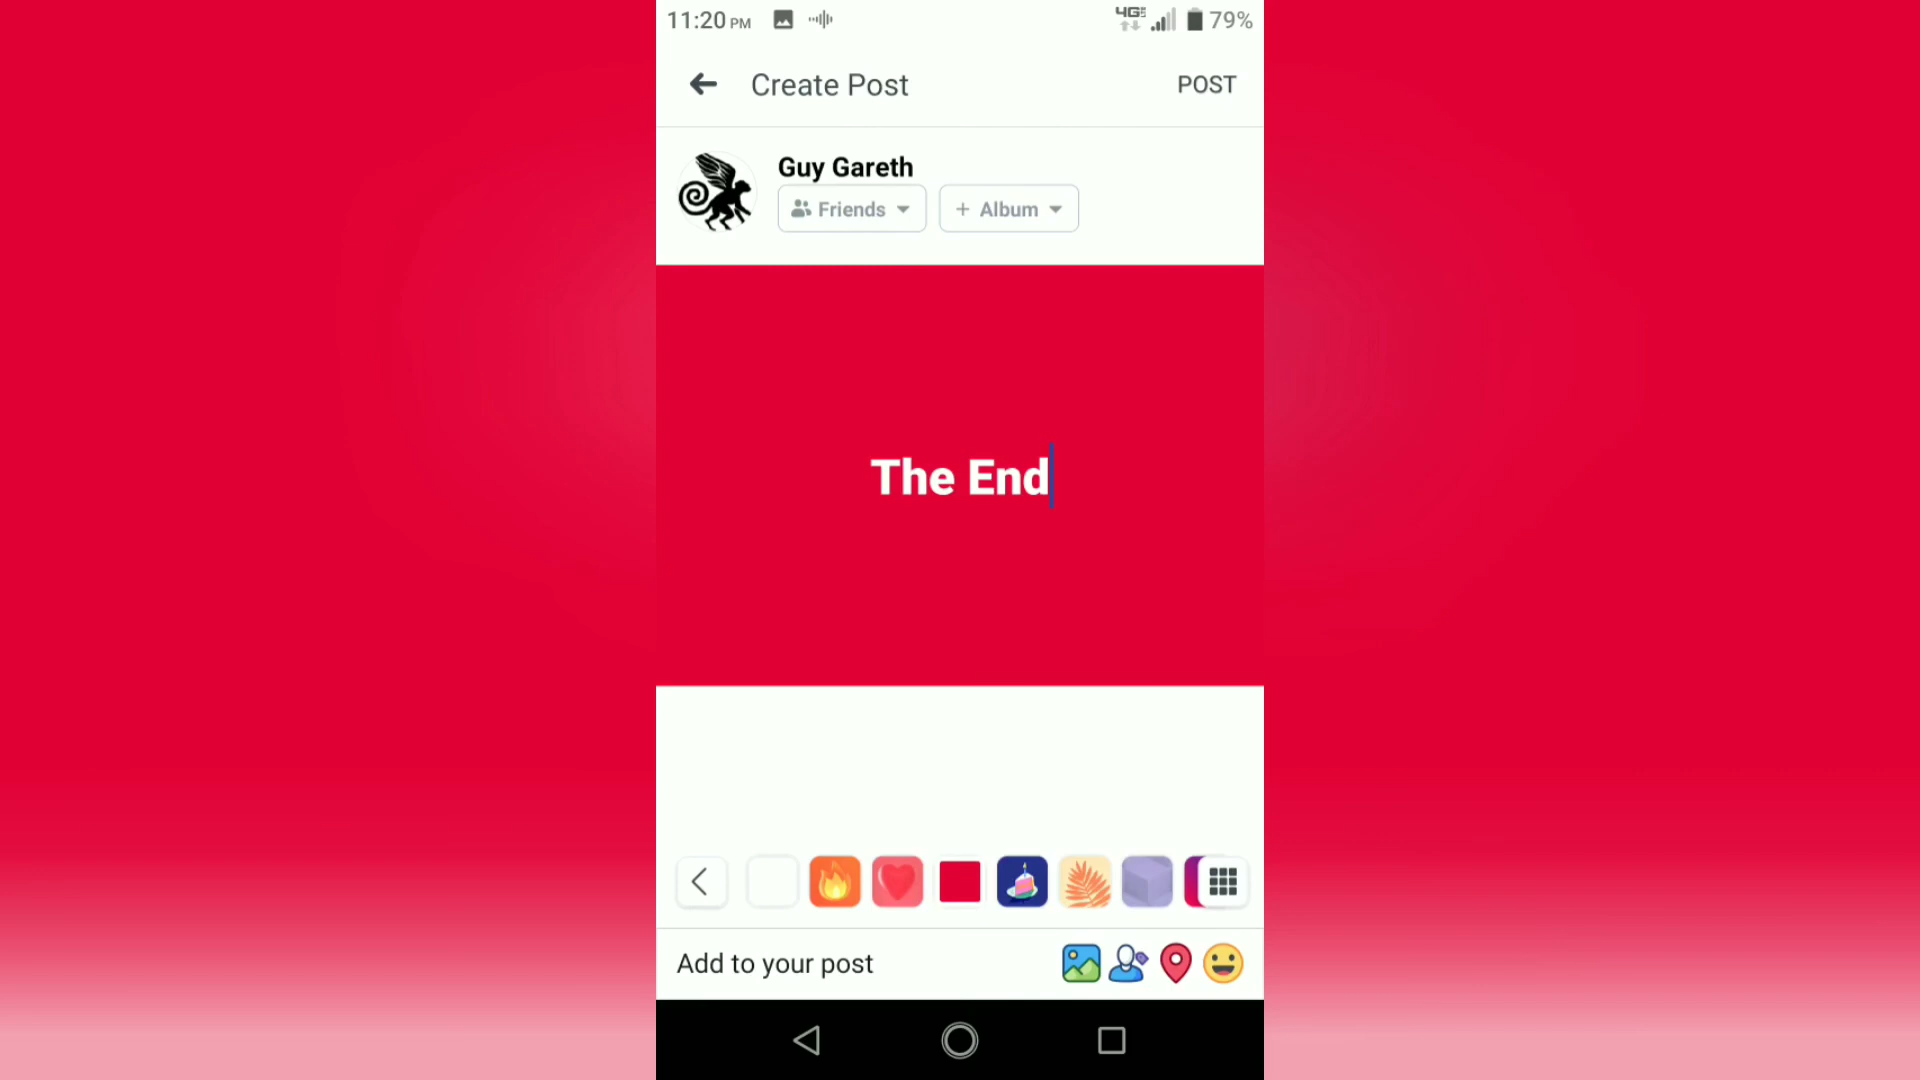 11:20 PM
4G 79%
Create Post
POST
Guy Gareth
Friends
+ Album
The End
Add to your post